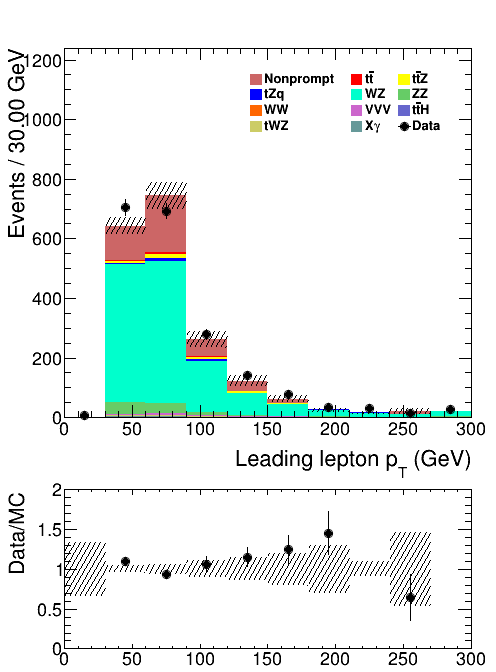 Events / 30.00 GeV
1200
1000
800
600
400
200
0
Nonprompt tt̄ tt̄Z
tZq WZ ZZ
WW VVV tt̄H
tWZ Xγ Data
0 50 100 150 200 250 300
Leading lepton p_T (GeV)
Data/MC
2
1.5
1
0.5
0
0 50 100 150 200 250 300